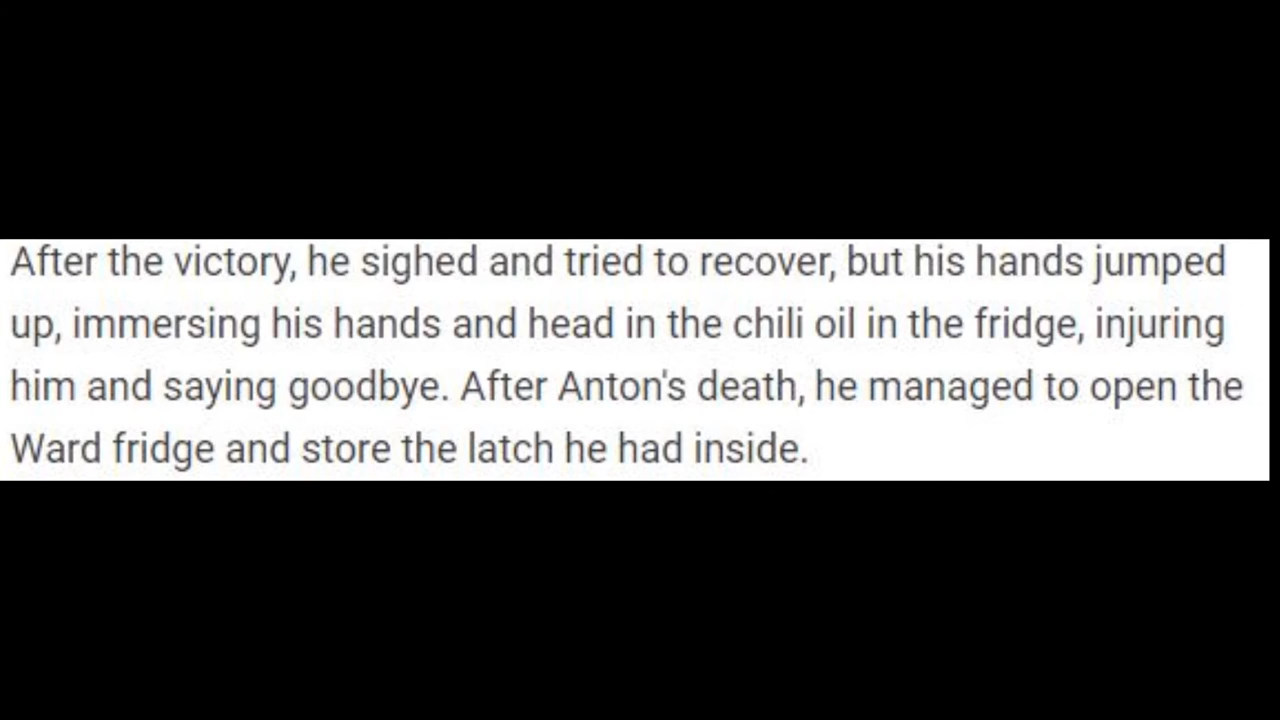 After the victory, he sighed and tried to recover, but his hands jumped
up, immersing his hands and head in the chili oil in the fridge, injuring
him and saying goodbye. After Anton's death, he managed to open the
Ward fridge and store the latch he had inside.